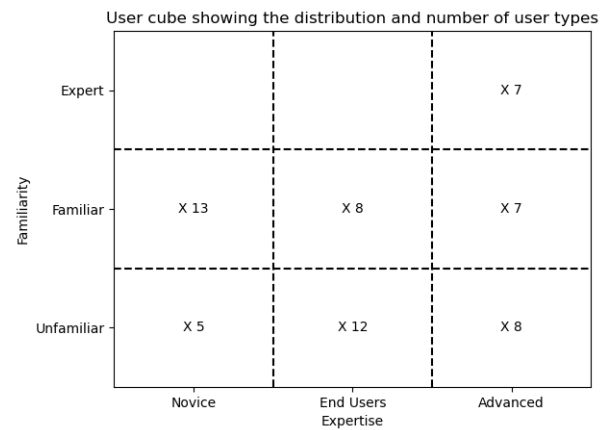 User cube showing the distribution and number of user types
Expert
X 7
Familiar
X 13
X 8
X 7
Familiarity
Unfamiliar
X 5
X 12
X 8
Novice
End Users
Advanced
Expertise